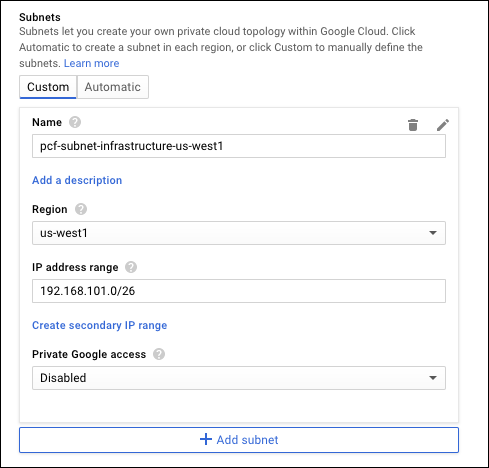 Subnets
Subnets let you create your own private cloud topology within Google Cloud. Click
Automatic to create a subnet in each region, or click Custom to manually define the
subnets. Learn more
Custom Automatic
Name ?
pcf-subnet-infrastructure-us-west1
Add a description
Region ?
us-west1
IP address range ?
192.168.101.0/26
Create secondary IP range
Private Google access ?
Disabled
+ Add subnet